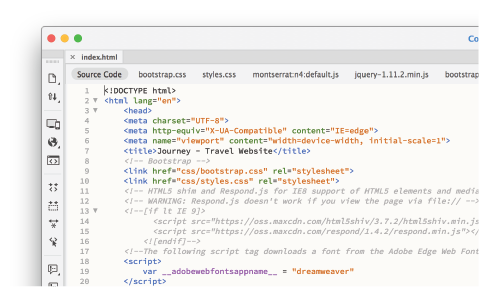 Co
× index.html
Source Code bootstrap.css styles.css montserrat:n4:default.js jquery-1.11.2.min.js bootstrap
1 <!DOCTYPE html>
2 ▼ <html lang="en">
3 ▼ <head>
4 <meta charset="UTF-8">
5 <meta http-equiv="X-UA-Compatible" content="IE=edge">
6 <meta name="viewport" content="width=device-width, initial-scale=1">
7 <title>Journey - Travel Website</title>
8 <!-- Bootstrap -->
9 <link href="css/bootstrap.css" rel="stylesheet">
10 <link href="css/styles.css" rel="stylesheet">
11 <!-- HTML5 shim and Respond.js for IE8 support of HTML5 elements and media
12 <!-- WARNING: Respond.js doesn't work if you view the page via file:// -->
13 ▼ <!--[if lt IE 9]>
14 <script src="https://oss.maxcdn.com/html5shiv/3.7.2/html5shiv.min.js
15 <script src="https://oss.maxcdn.com/respond/1.4.2/respond.min.js"></
16 <![endif]-->
17 <!--The following script tag downloads a font from the Adobe Edge Web Font
18 <script>
19 var __adobewebfontsappname__ = "dreamweaver"
20 </script>